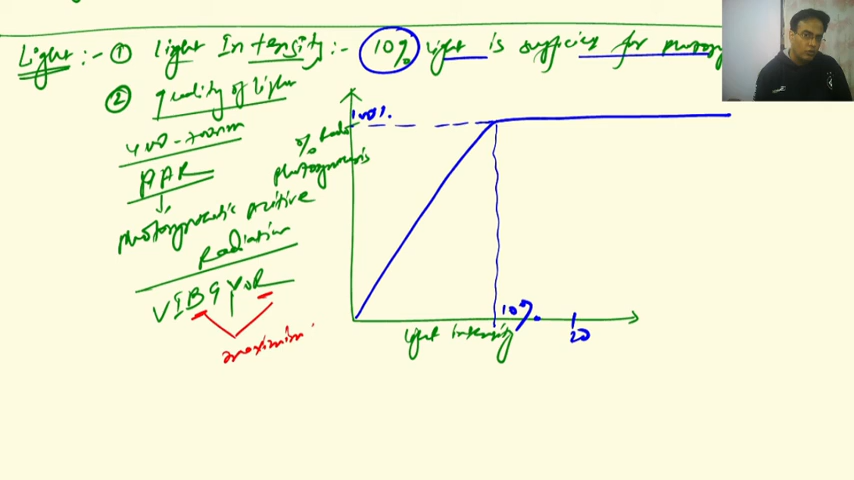 Light :- ① light Intensity :- 10% light is sufficient for photosy
② quality of light
400-700nm
PAR
photosynthetic active
Radiation
VIBGYOR
maximum
100%
% Rate
photosynthesis
10%
20
light intensity